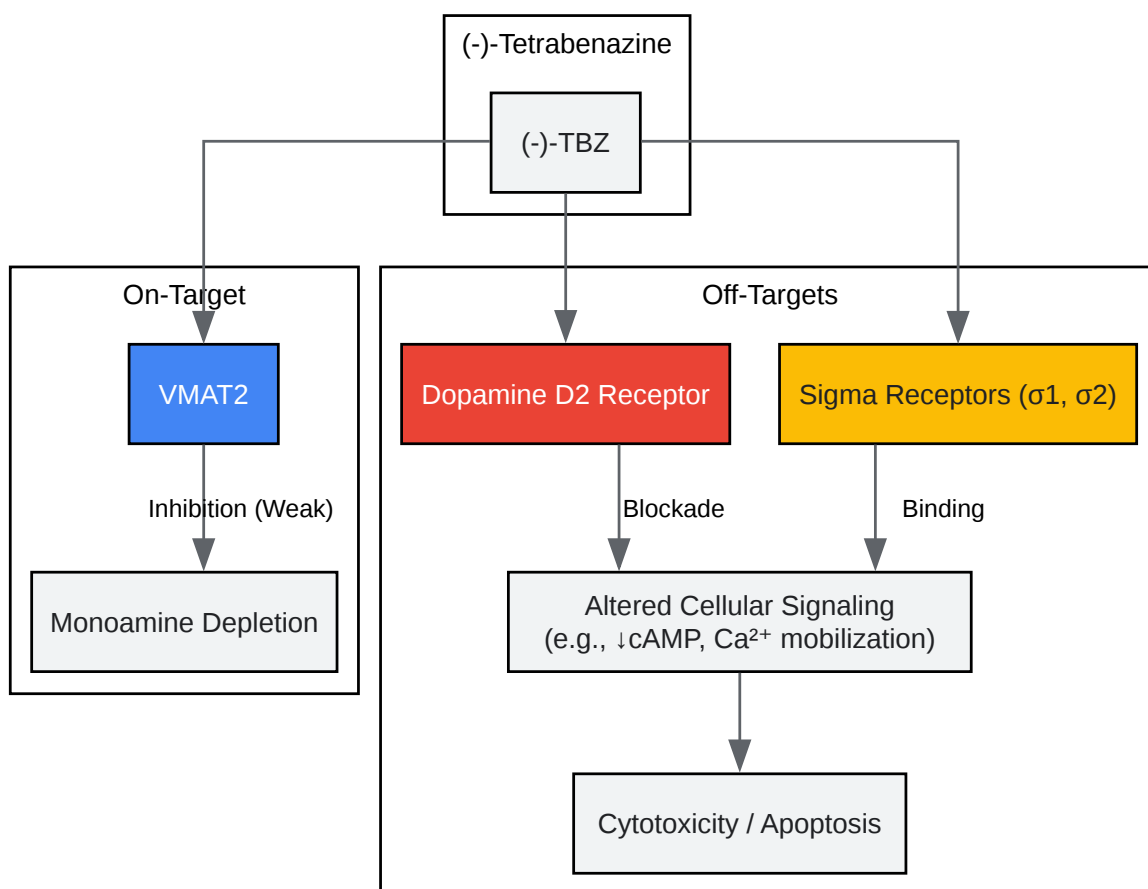 (-)-Tetrabenazine
(-)-TBZ
On-Target
Off-Targets
VMAT2
Dopamine D2 Receptor
Sigma Receptors (σ1, σ2)
Inhibition (Weak)
Blockade
Binding
Monoamine Depletion
Altered Cellular Signaling
(e.g., ↓cAMP, Ca²⁺ mobilization)
Cytotoxicity / Apoptosis